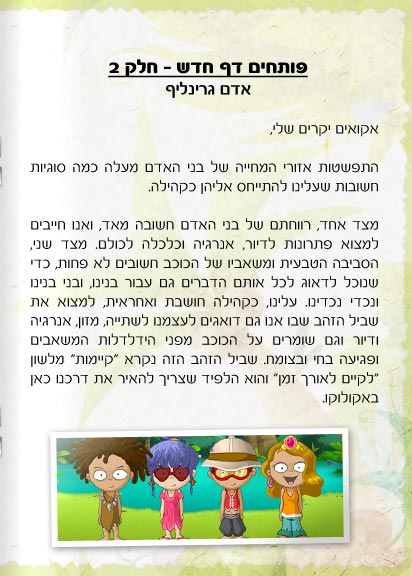 פותחים דף חדש - חלק 2
אדם גרינליף
אקואים יקרים שלי,
התפשטות אזורי המחייה של בני האדם מעלה כמה סוגיות
חשובות שעלינו להתייחס אליהן כקהילה.
מצד אחד, רווחתם של בני האדם חשובה מאד, ואנו חייבים
למצוא פתרונות לדיור, אנרגיה וכלכלה לכולם. מצד שני,
הסביבה הטבעית ומשאביו של הכוכב חשובים לא פחות, כדי
שנוכל לדאוג לכל אותם הדברים גם עבור בנינו, ובני בנינו
ונכדי נכדינו. עלינו, כקהילה חושבת ואחראית, למצוא את
שביל הזהב שבו אנו גם דואגים לעצמנו לשתייה, מזון, אנרגיה
ודיור וגם שומרים על הכוכב מפני הידלדלות המשאבים
ופגיעה בחי ובצומח. שביל הזהב הזה נקרא "קיימות" מלשון
"לקיים לאורך זמן" והוא הלפיד שצריך להאיר את דרכנו כאן
באקולוקו.